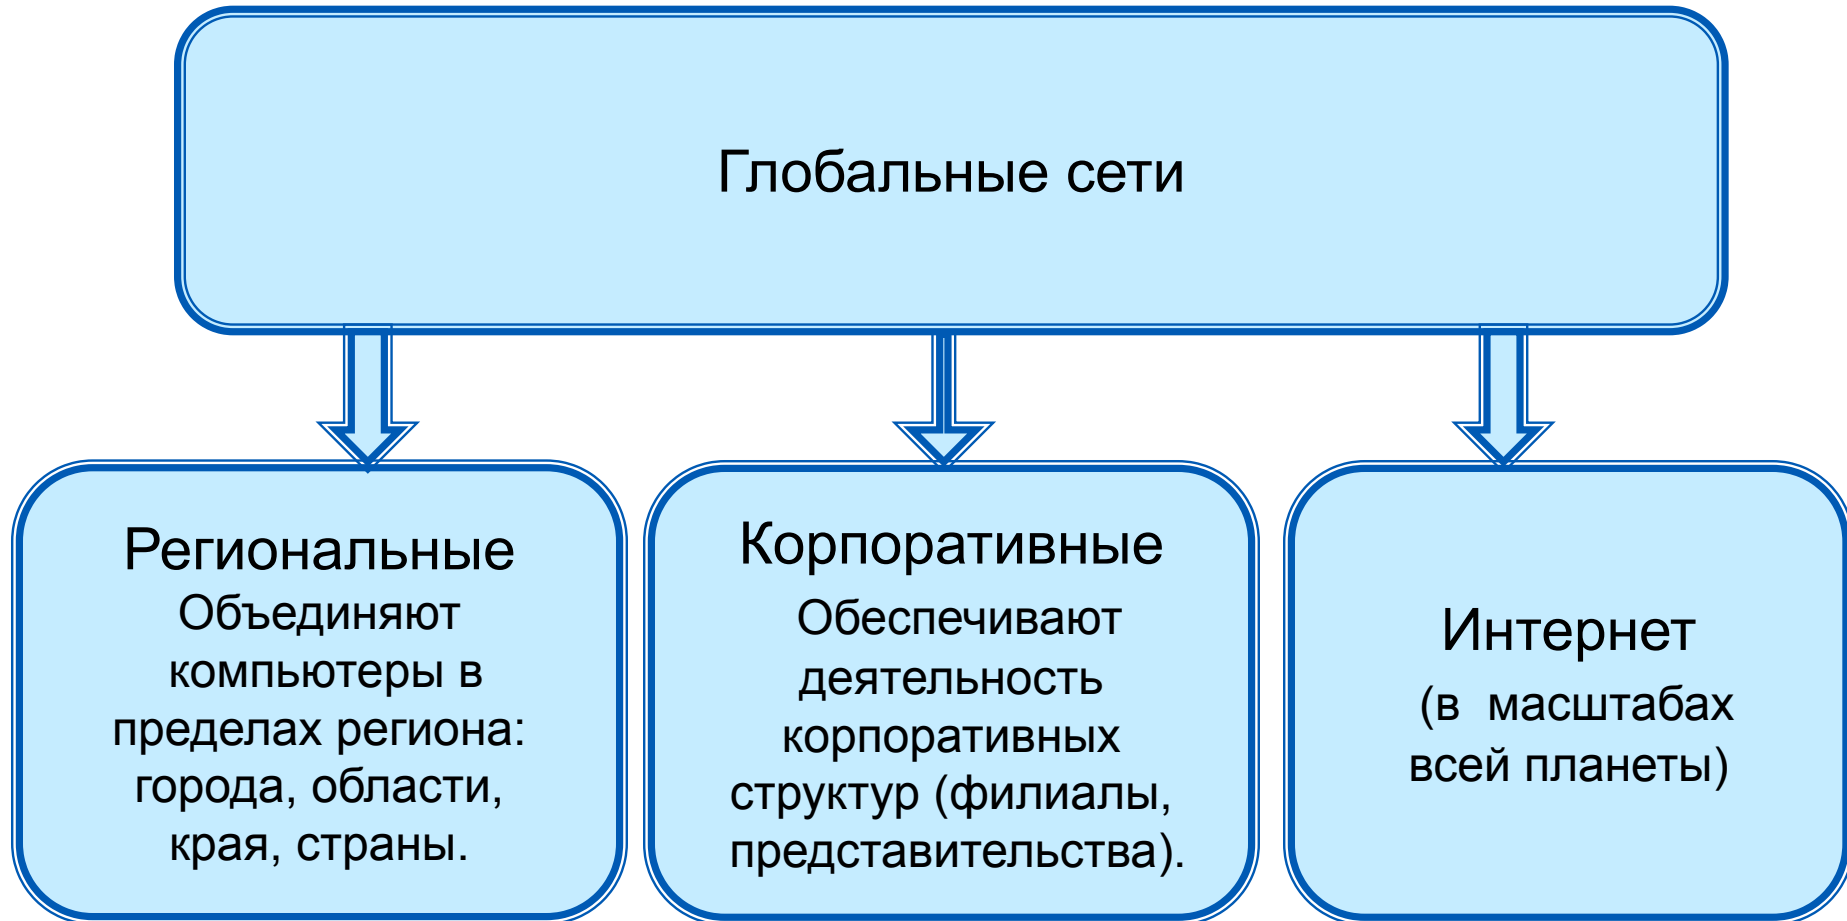 Глобальные сети
Региональные
Объединяют
компьютеры в
пределах региона:
города, области,
края, страны.
Корпоративные
Обеспечивают
деятельность
корпоративных
структур (филиалы,
представительства).
Интернет
(в масштабах
всей планеты)